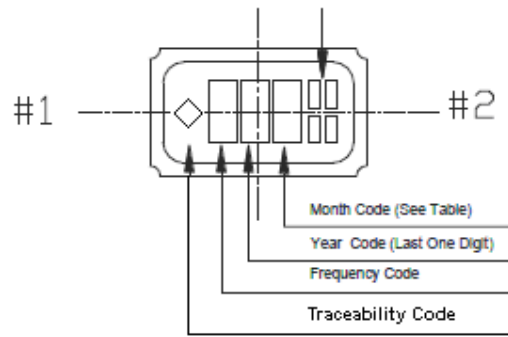 #1
#2
Month Code (See Table)
Year Code (Last One Digit)
Frequency Code
Traceability Code